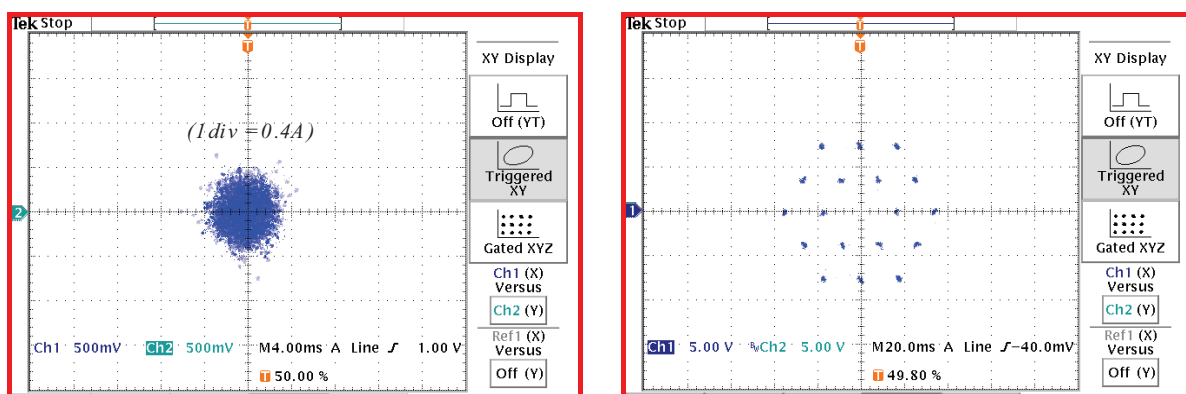 Tek Stop
T
T
XY Display
Off (YT)
(1div =0.4A)
Triggered
XY
2
Gated XYZ
Ch1 (X)
Versus
Ch2 (Y)
Ref1 (X)
Versus
Off (Y)
Ch1 500mV Ch2 500mV M4.00ms A Line ƒ 1.00 V
T 50.00 %
Tek Stop
T
T
XY Display
Off (YT)
Triggered
XY
1
Gated XYZ
Ch1 (X)
Versus
Ch2 (Y)
Ref1 (X)
Versus
Off (Y)
Ch1 5.00 V BwCh2 5.00 V M20.0ms A Line ƒ-40.0mV
T 49.80 %